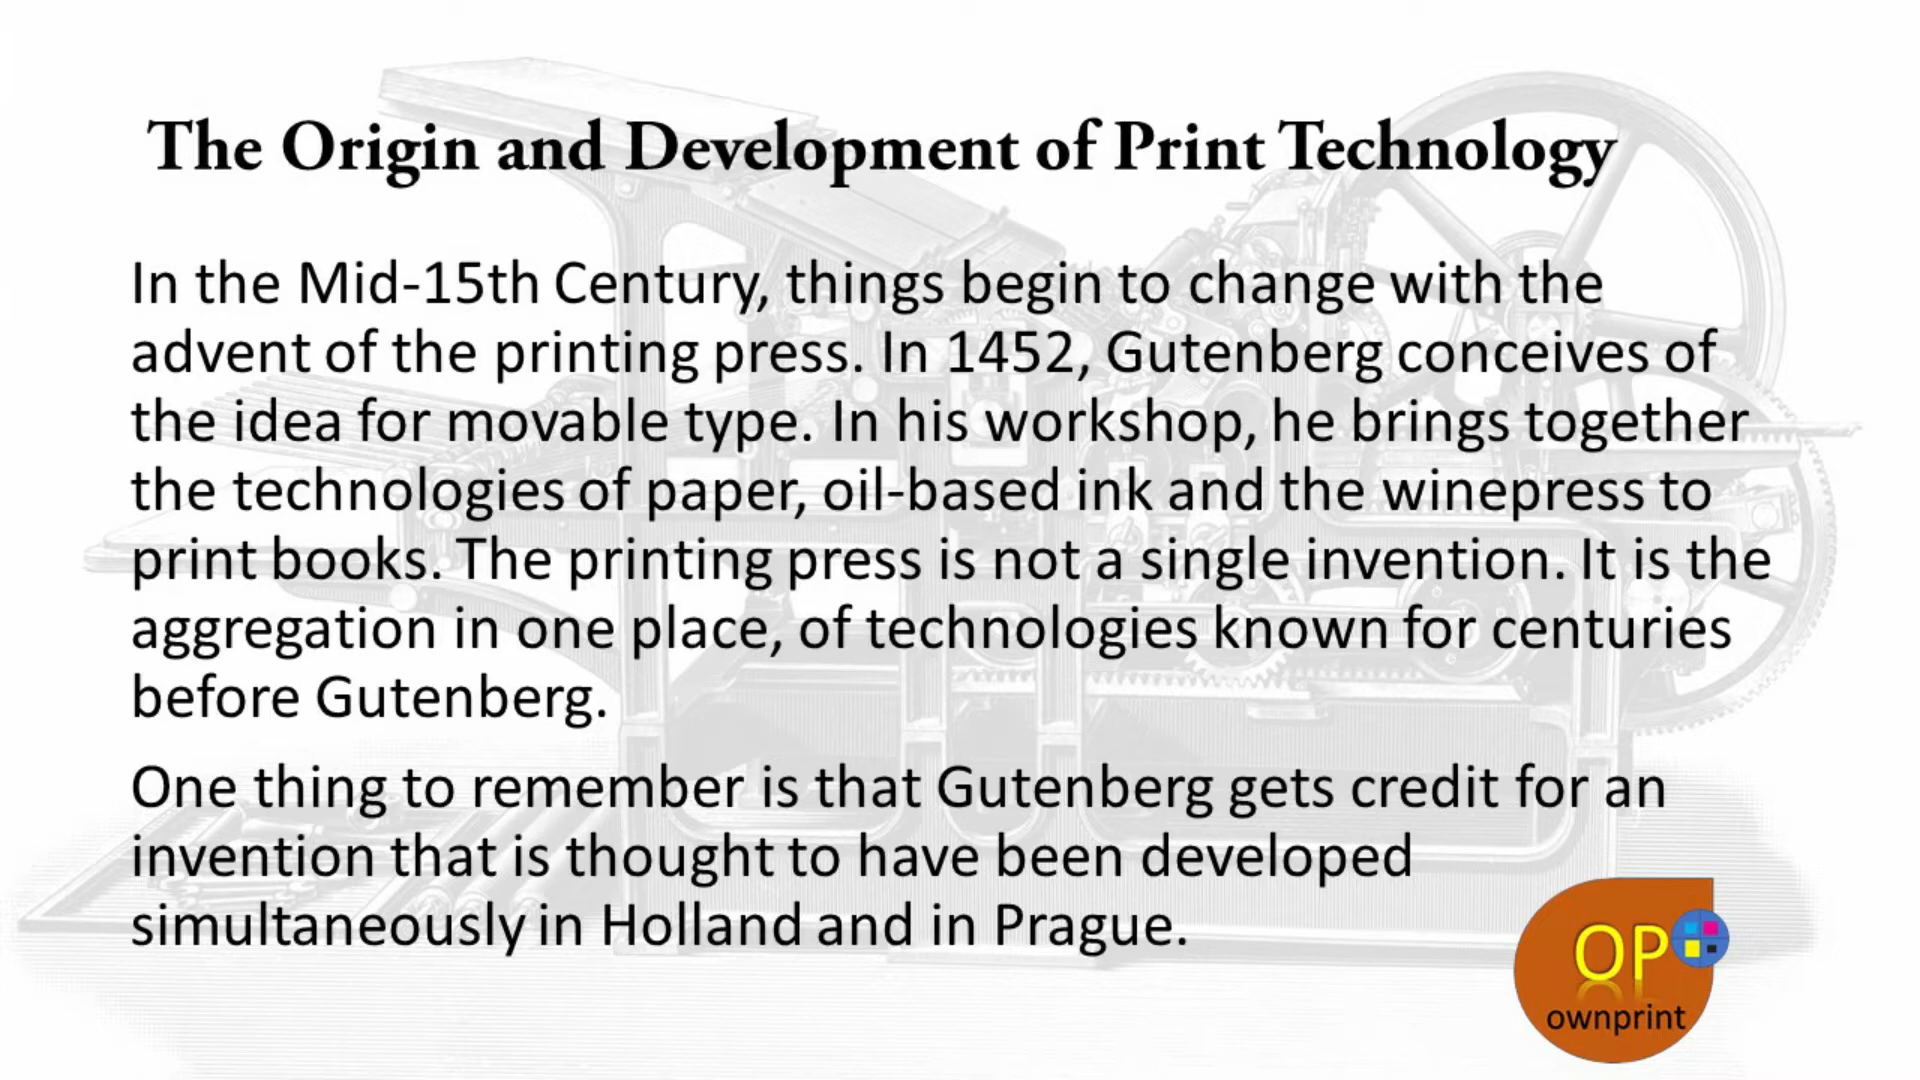 The Origin and Development of Print Technology
In the Mid-15th Century, things begin to change with the
advent of the printing press. In 1452, Gutenberg conceives of
the idea for movable type. In his workshop, he brings together
the technologies of paper, oil-based ink and the winepress to
print books. The printing press is not a single invention. It is the
aggregation in one place, of technologies known for centuries
before Gutenberg.
One thing to remember is that Gutenberg gets credit for an
invention that is thought to have been developed
simultaneously in Holland and in Prague.
OP
ownprint